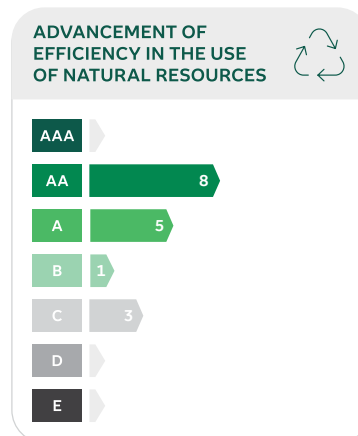 ADVANCEMENT OF
EFFICIENCY IN THE USE
OF NATURAL RESOURCES
AAA
AA 8
A 5
B 1
C 3
D
E